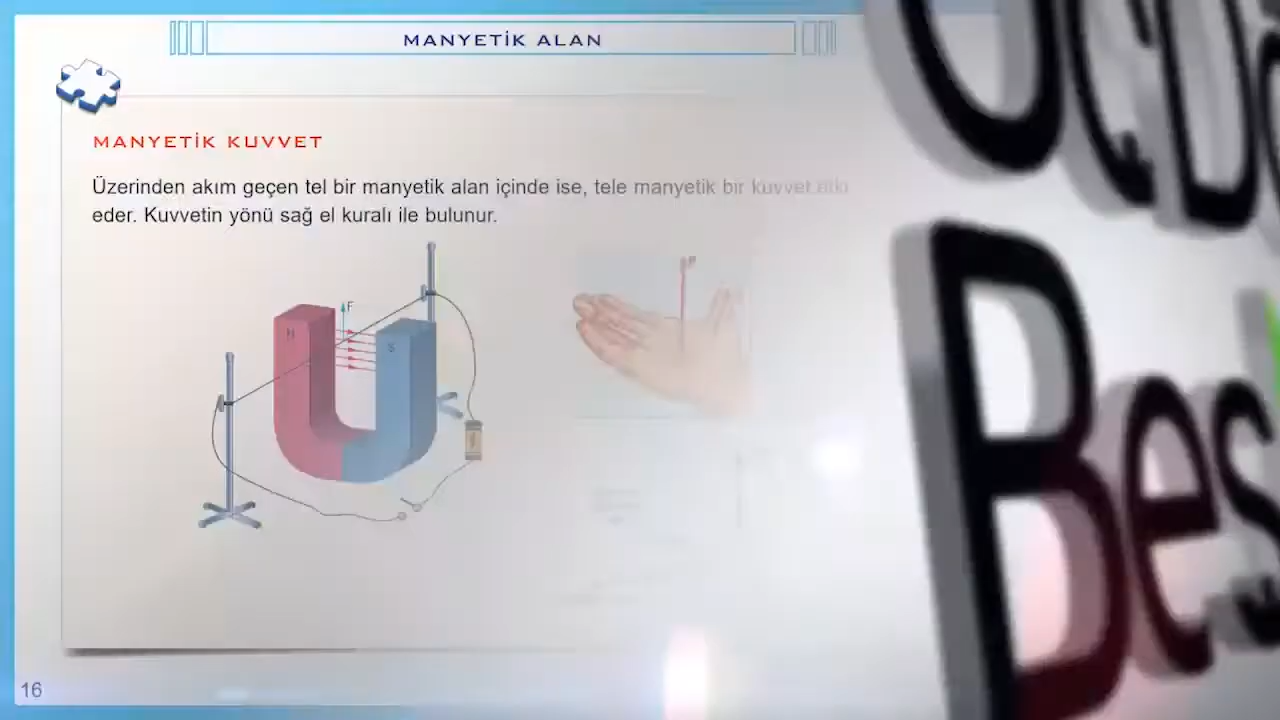 MANYETİK ALAN
MANYETİK KUVVET
Üzerinden akım geçen tel bir manyetik alan içinde ise, tele manyetik bir kuvvet etki
eder. Kuvvetin yönü sağ el kuralı ile bulunur.
F
F
N
S
Bes
16